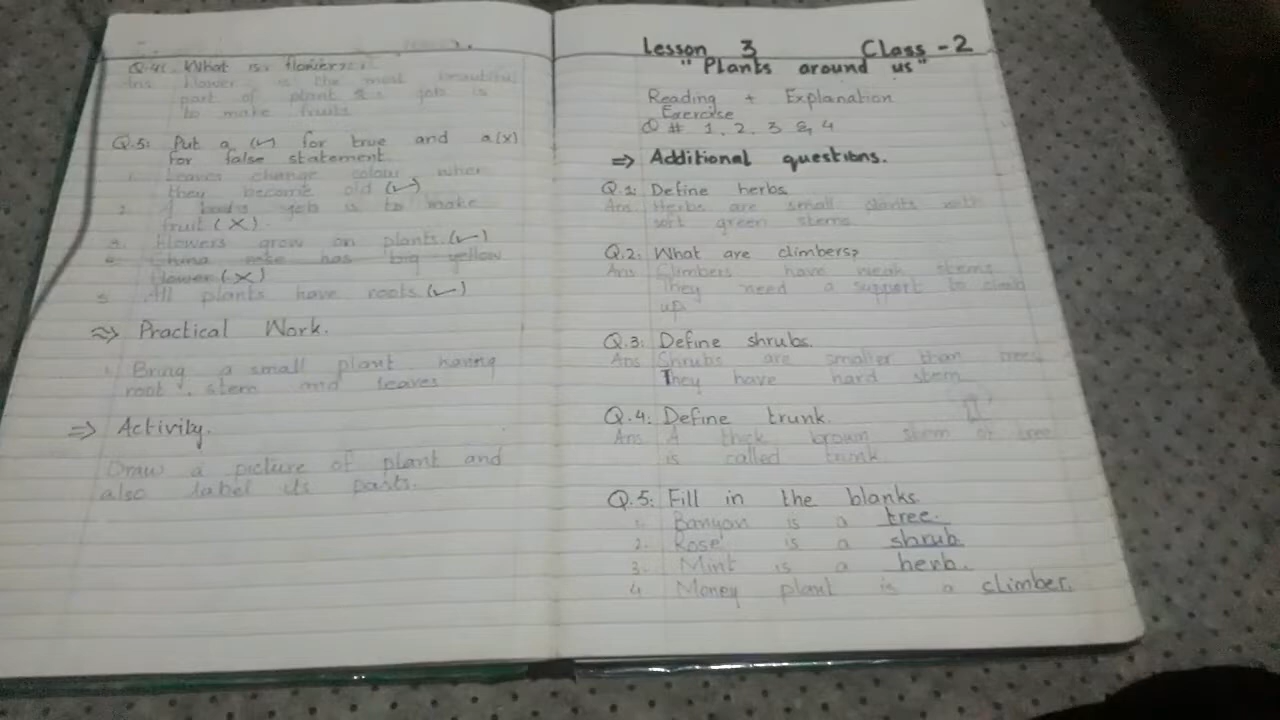 Q.4: What is flower?
Ans Flower is the most beautiful
part of plant & job is
to make fruits
Q.5: Put a (✓) for true and a(x)
for false statement.
1. Leaves change colour when
they become old (✓)
2. job is to make
fruit (X)
3. Flowers grow on plants. (✓)
4. China rose has big yellow
flower (X)
5. All plants have roots (✓)
⇒ Practical Work.
1. Bring a small plant having
root, stem and leaves
⇒ Activity.
Draw a picture of plant and
also label its parts.
Lesson 3 Class - 2
"Plants around us"
Reading + Explanation
Exercise
Q # 1, 2, 3 & 4
⇒ Additional questions.
Q.1: Define herbs
Ans Herbs are small plants with
soft green stems
Q.2: What are climbers?
Ans Climbers have weak stems
They need a support to climb
up.
Q.3: Define shrubs.
Ans Shrubs are smaller than trees
They have hard stem
Q.4: Define trunk.
Ans A thick brown stem of tree
is called trunk
Q.5: Fill in the blanks.
1. Banyan is a tree.
2. Rose is a shrub
3. Mint is a herb.
4 Money plant is a climber.